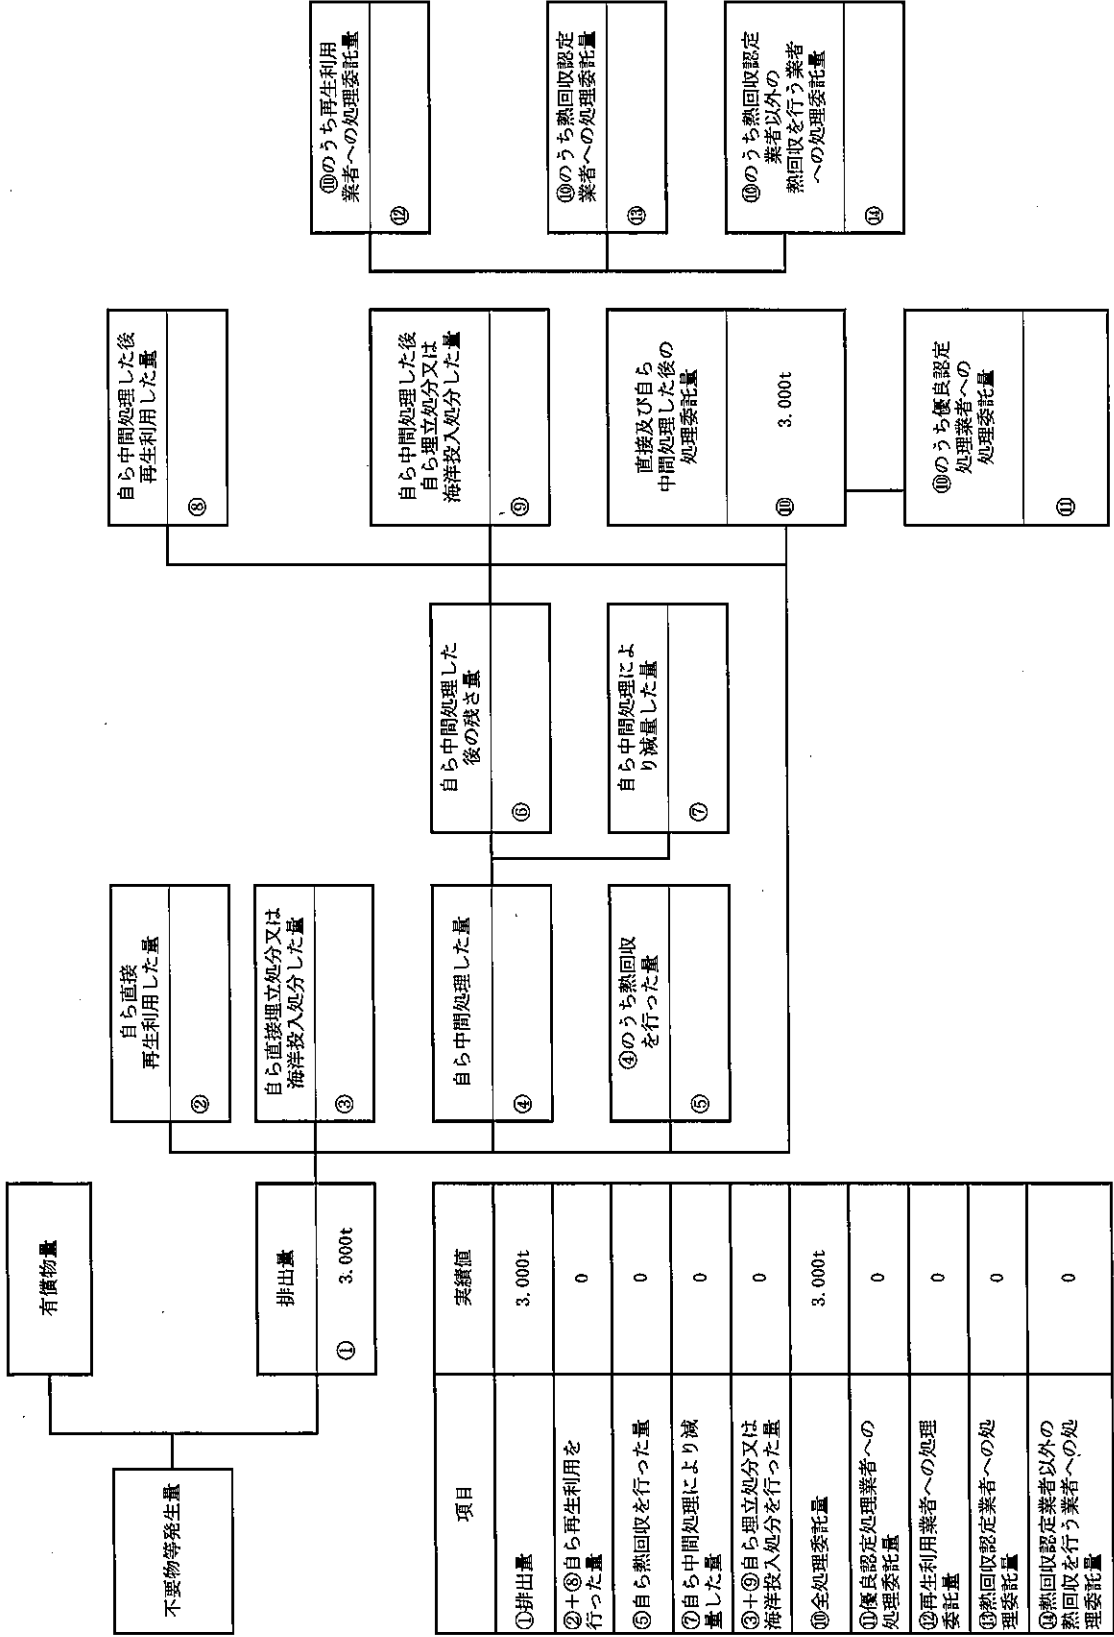 不要物等発生量
有償物量
排出量
① 3.000t
自ら直接
再生利用した量
②
自ら直接埋立処分又は
海洋投入処分した量
③
自ら中間処理した量
④
④のうち熱回収
を行った量
⑤
自ら中間処理した
後の残さ量
⑥
自ら中間処理によ
り減量した量
⑦
自ら中間処理した後
再生利用した量
⑧
自ら中間処理した後
自ら埋立処分又は
海洋投入処分した量
⑨
直接及び自ら
中間処理した後の
処理委託量
⑩ 3.000t
⑩のうち優良認定
処理業者への
処理委託量
⑪
⑩のうち再生利用
業者への処理委託量
⑫
⑩のうち熱回収認定
業者への処理委託量
⑬
⑩のうち熱回収認定
業者以外の
熱回収を行う業者
への処理委託量
⑭
項目 実績値
①排出量 3.000t
②+⑧自ら再生利用を
行った量 0
⑤自ら熱回収を行った量 0
⑦自ら中間処理により減
量した量 0
③+⑨自ら埋立処分又は
海洋投入処分を行った量 0
⑩全処理委託量 3.000t
⑪優良認定処理業者への
処理委託量 0
⑫再生利用業者への処理
委託量 0
⑬熱回収認定業者への処
理委託量 0
⑭熱回収認定業者以外の
熱回収を行う業者への処
理委託量 0